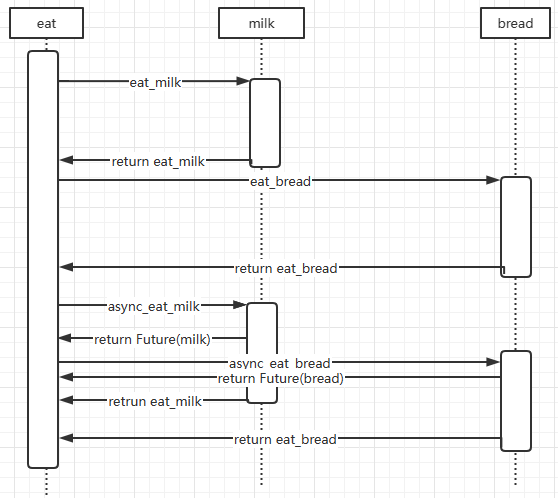 eat
milk
bread
eat_milk
return eat_milk
eat_bread
return eat_bread
async_eat_milk
return Future(milk)
async_eat_bread
return Future(bread)
retrun eat_milk
return eat_bread